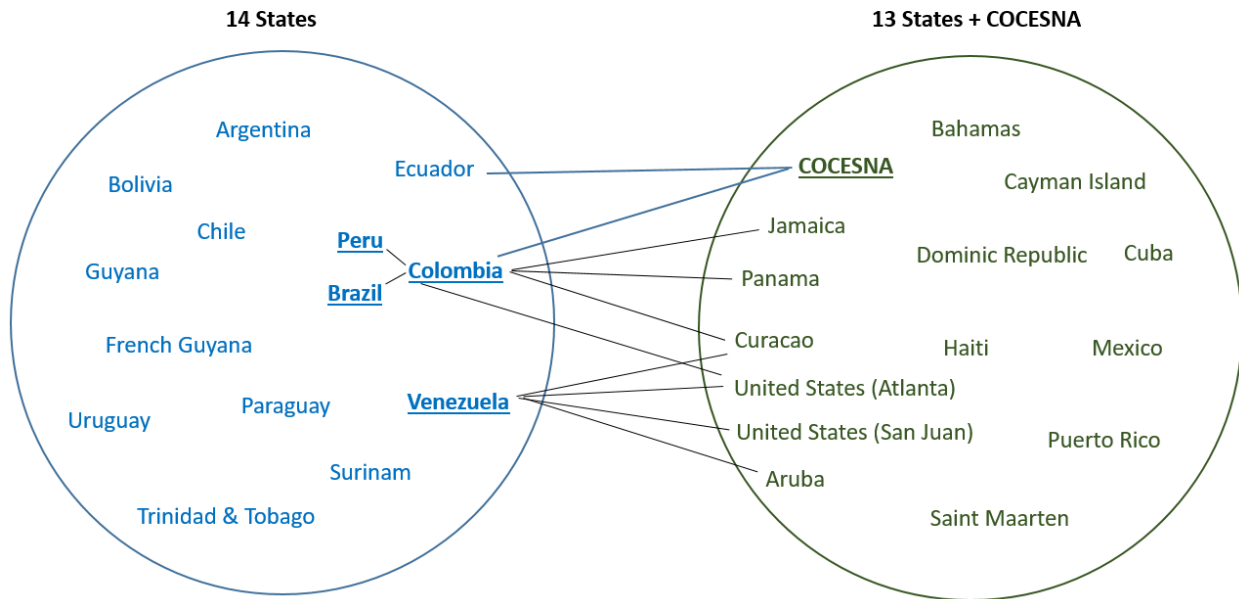 14 States
13 States + COCESNA
Argentina
Ecuador
Bolivia
Chile
Peru
Guyana
Colombia
Brazil
French Guyana
Paraguay
Venezuela
Uruguay
Surinam
Trinidad & Tobago
Bahamas
COCESNA
Cayman Island
Jamaica
Dominic Republic
Cuba
Panama
Curacao
Haiti
Mexico
United States (Atlanta)
United States (San Juan)
Puerto Rico
Aruba
Saint Maarten